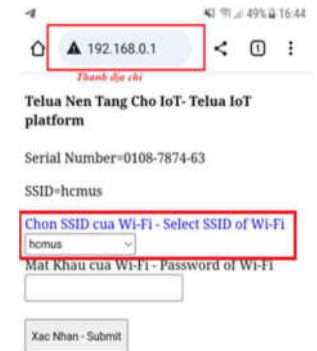 49% 16:44
192.168.0.1
1
Thanh địa chỉ
Telua Nen Tang Cho IoT- Telua IoT
platform
Serial Number=0108-7874-63
SSID=hcmus
Chon SSID cua Wi-Fi - Select SSID of Wi-Fi
hcmus
Mat Khau cua Wi-Fi - Password of Wi-Fi
Xac Nhan - Submit